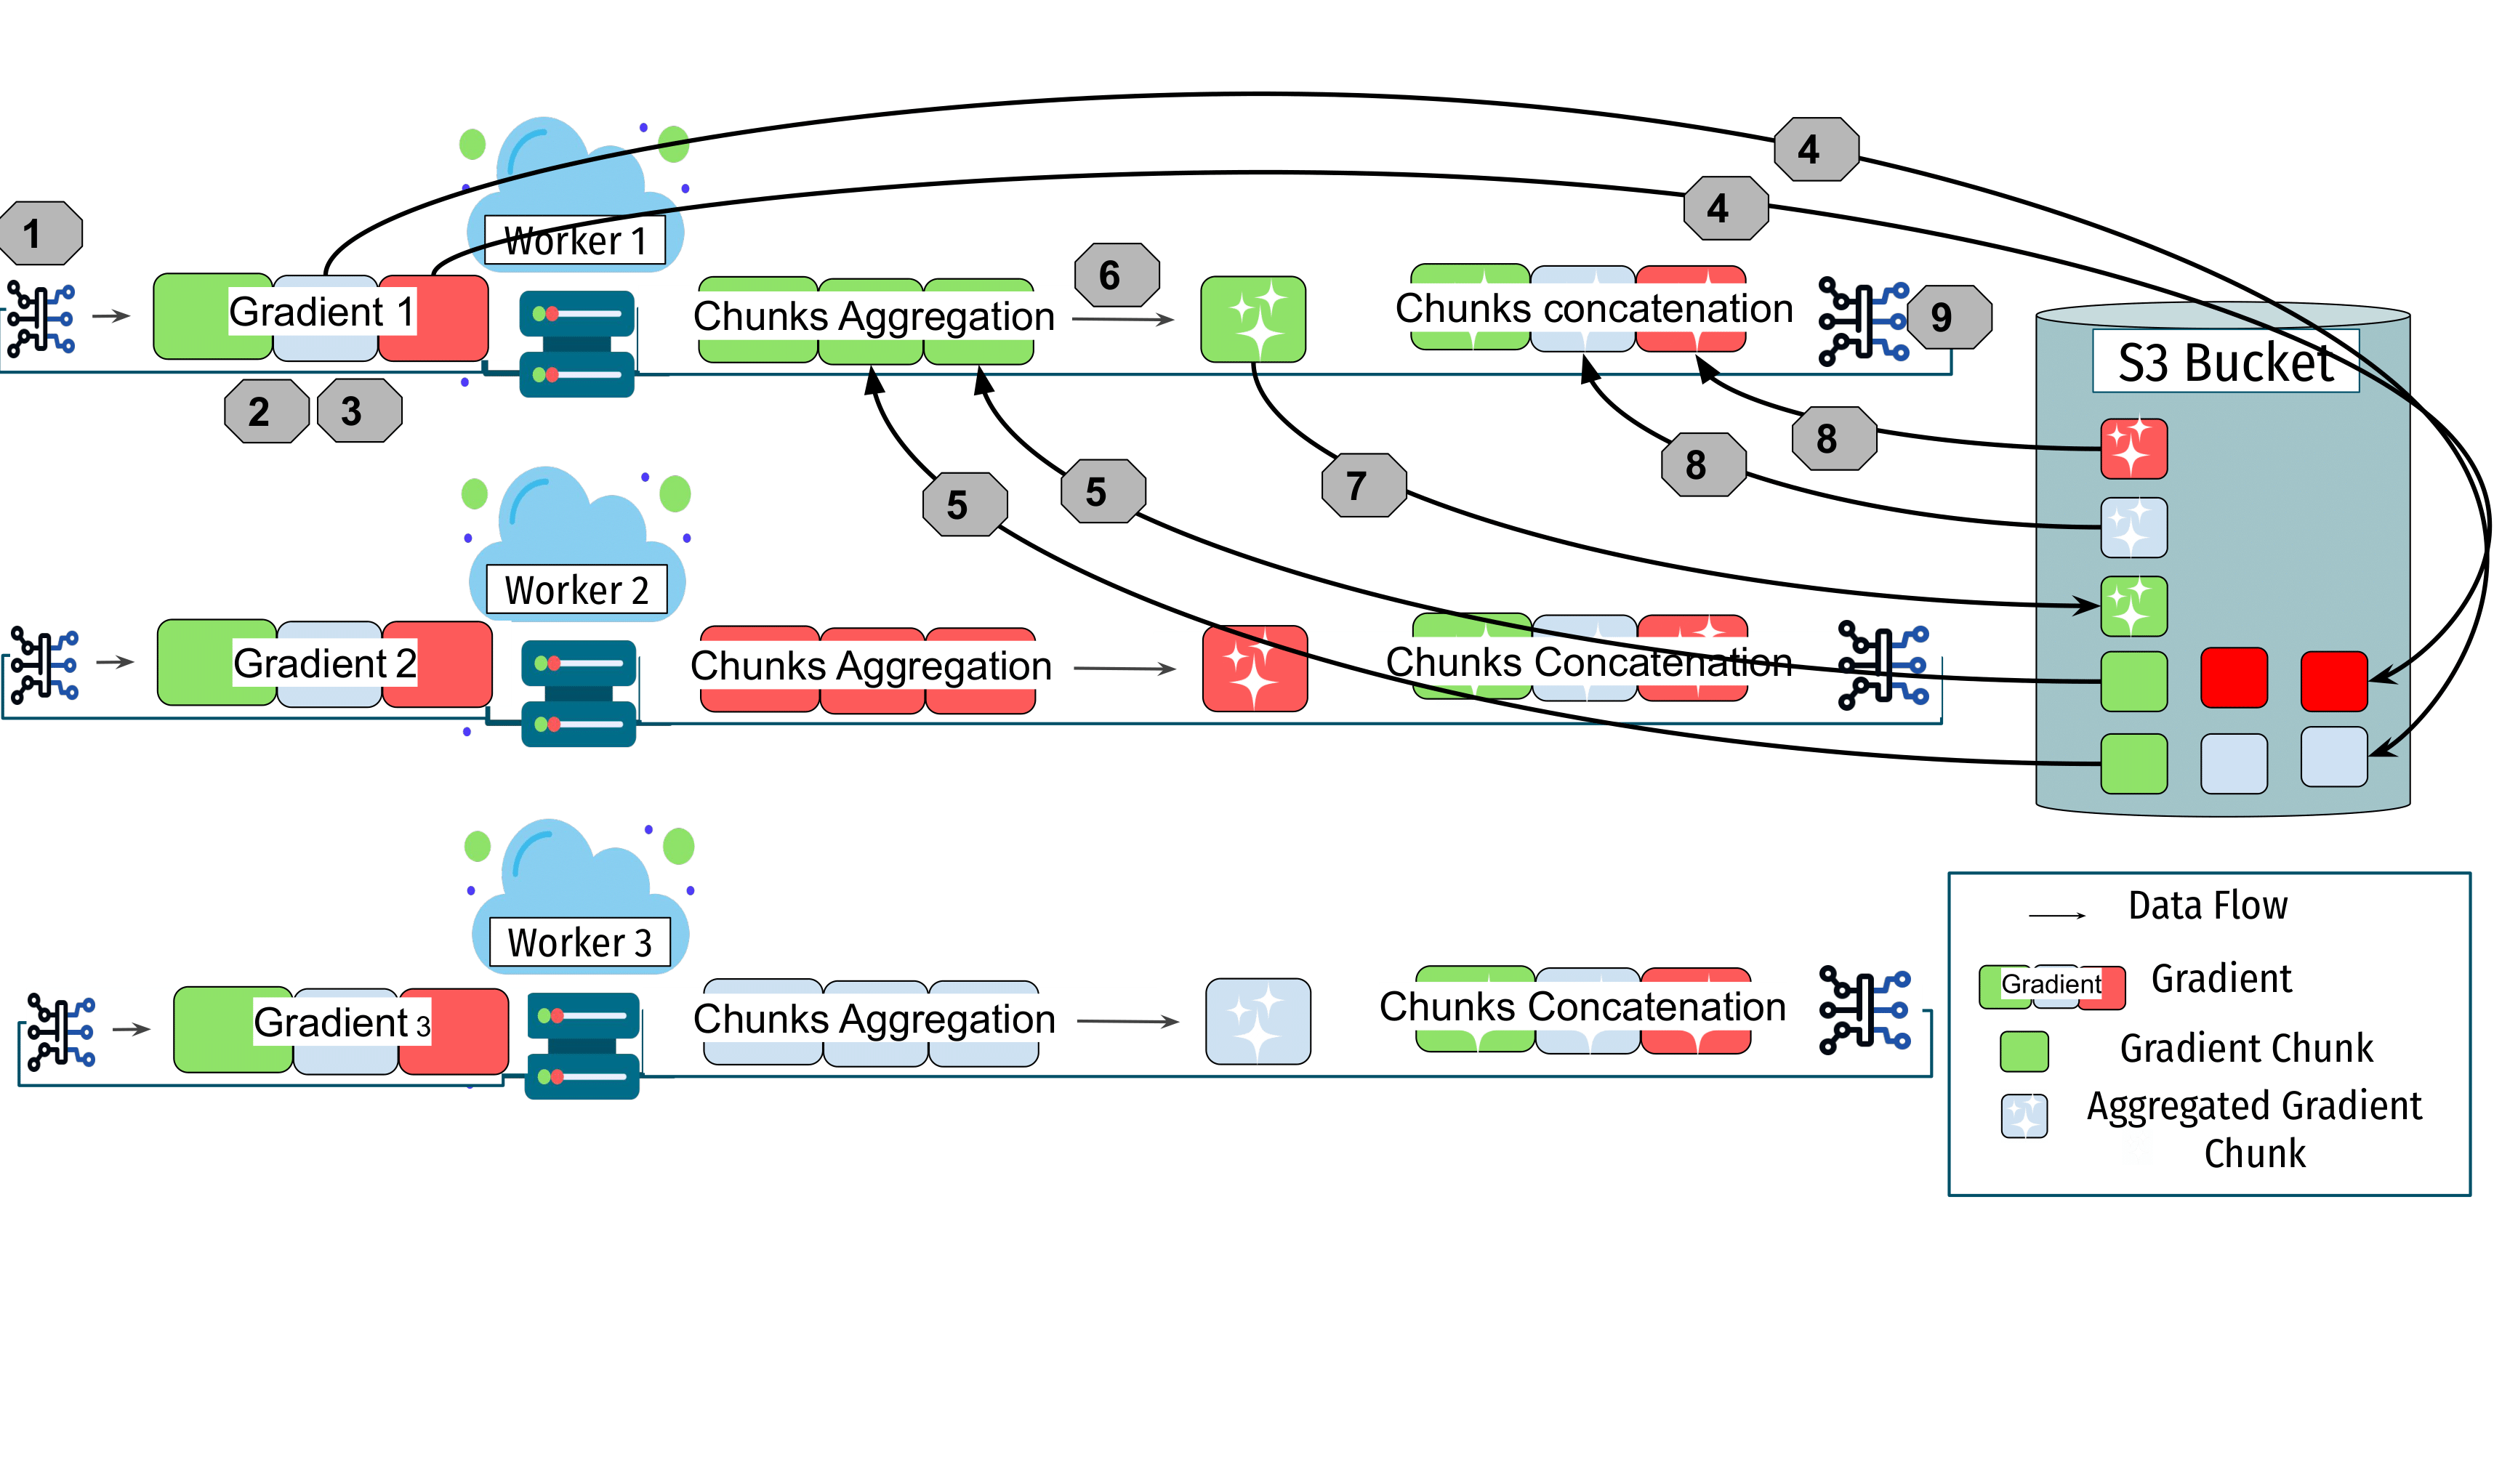 4
4
1
Worker 1
6
Gradient 1
Chunks Aggregation
Chunks concatenation
9
S3 Bucket
2
3
8
8
5
5
7
Worker 2
Gradient 2
Chunks Aggregation
Chunks Concatenation
Worker 3
Gradient 3
Chunks Aggregation
Chunks Concatenation
Data Flow
Gradient
Gradient
Gradient Chunk
Aggregated Gradient
Chunk